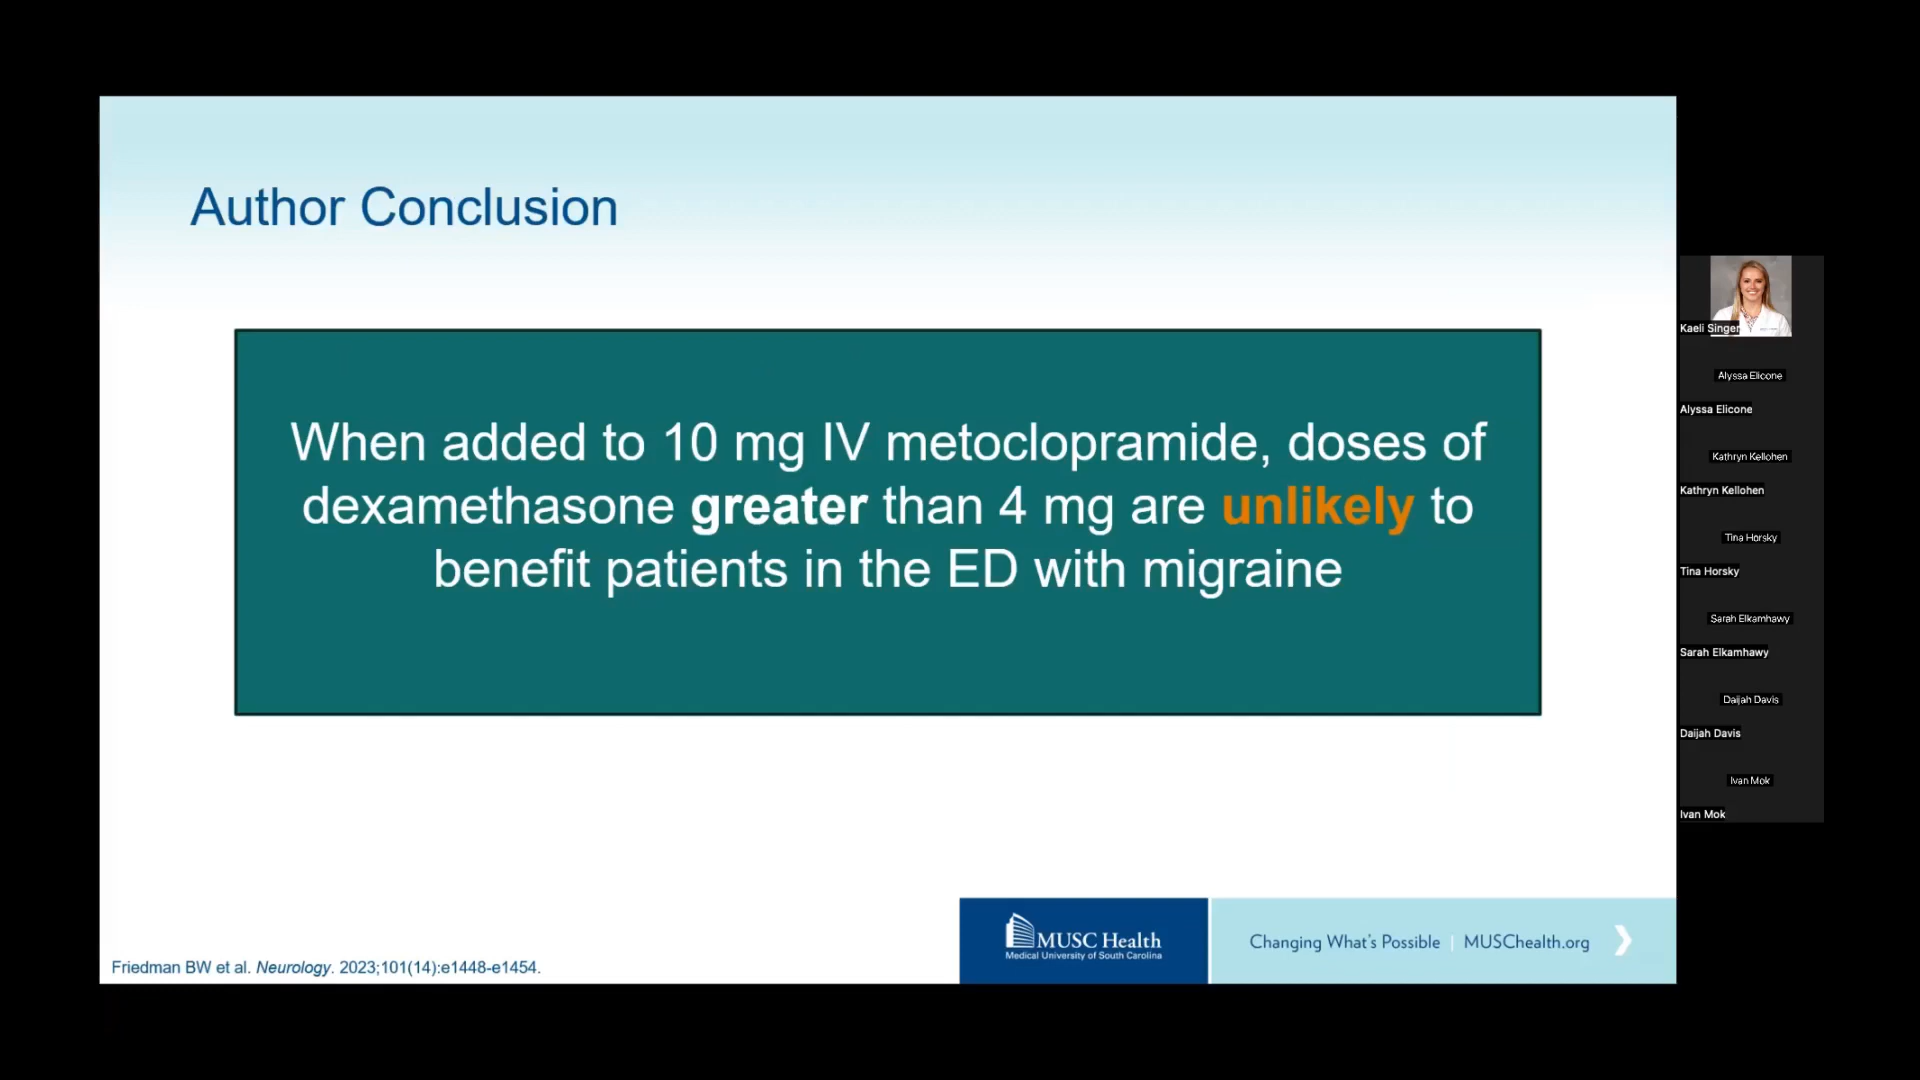 Author Conclusion
When added to 10 mg IV metoclopramide, doses of
dexamethasone greater than 4 mg are unlikely to
benefit patients in the ED with migraine
Friedman BW et al. Neurology. 2023;101(14):e1448-e1454.
MUSC Health
Medical University of South Carolina
Changing What's Possible | MUSChealth.org
Kaeli Singer
Alyssa Elicone
Alyssa Elicone
Kathryn Kellohen
Kathryn Kellohen
Tina Horsky
Tina Horsky
Sarah Elkamhawy
Sarah Elkamhawy
Daijah Davis
Daijah Davis
Ivan Mok
Ivan Mok